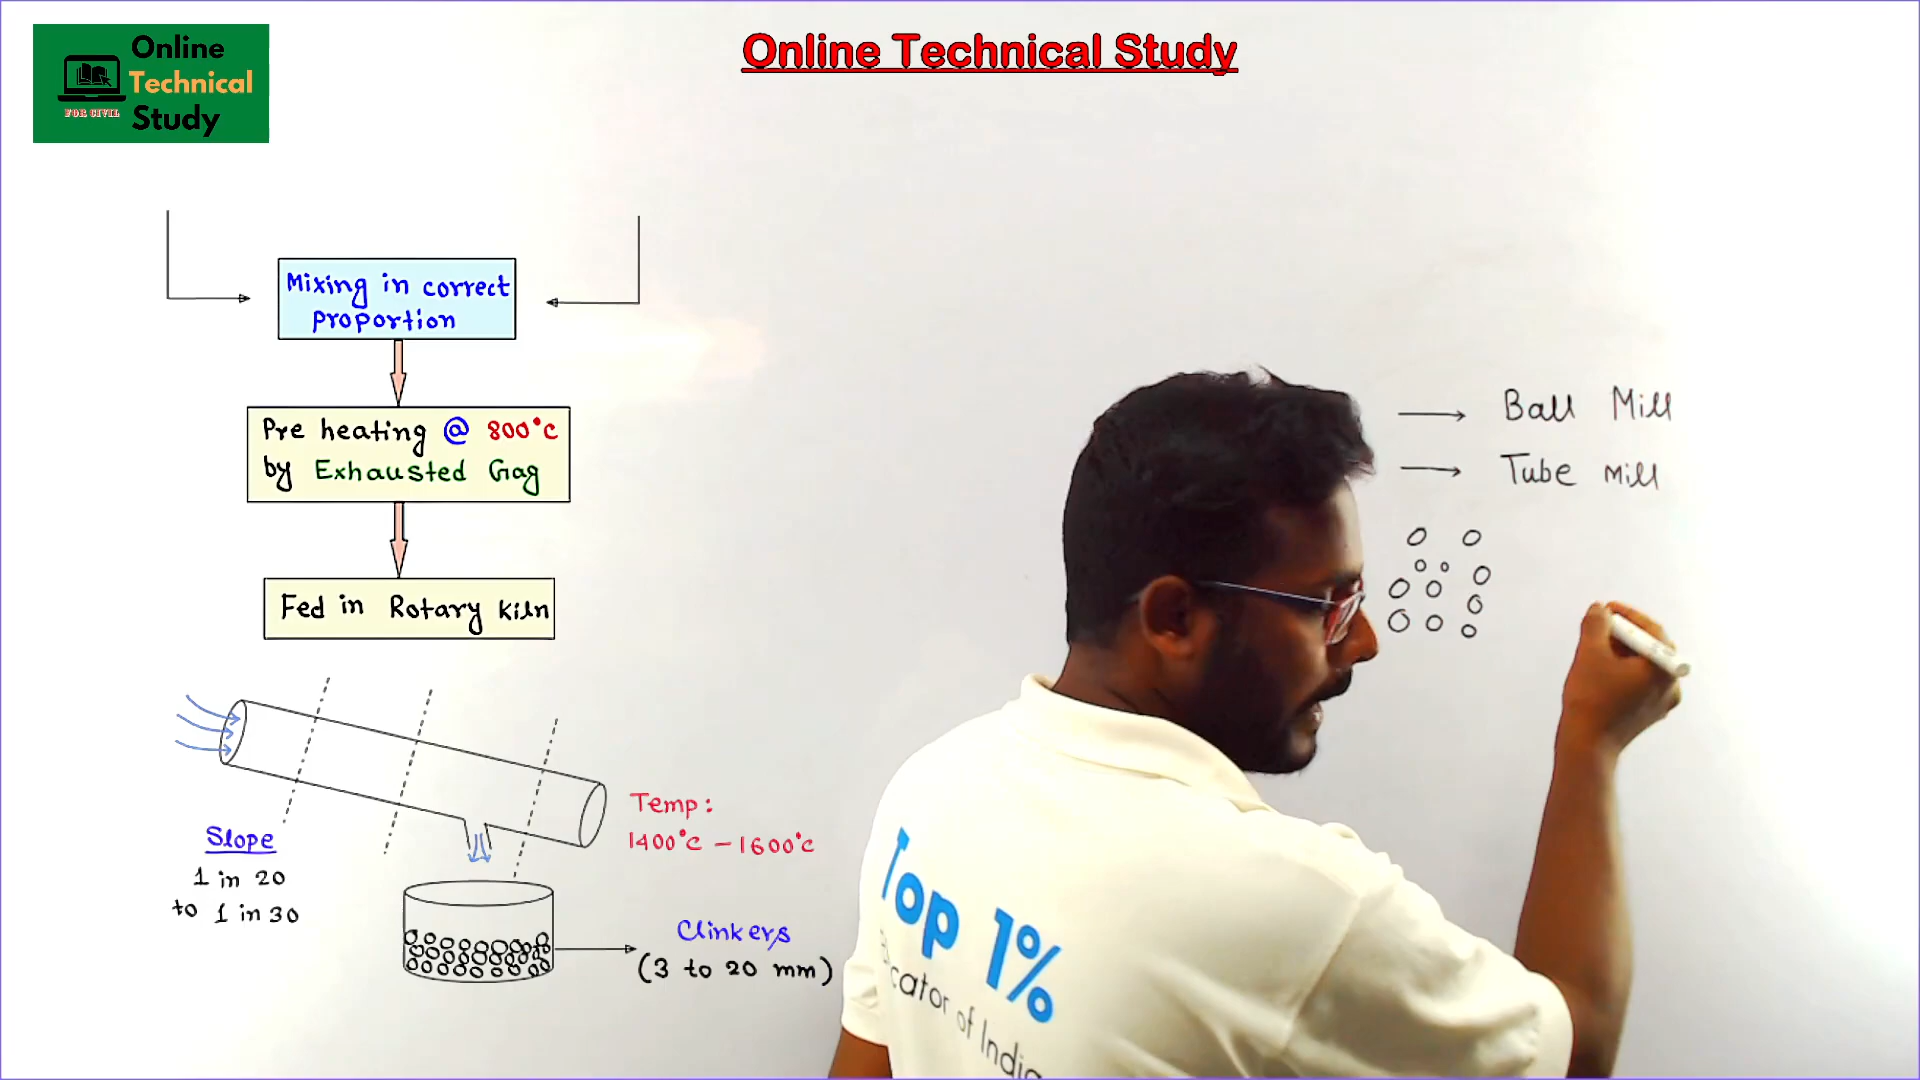 Online
Technical
FOR CIVIL
Study
Online Technical Study
Mixing in correct
proportion
Pre heating @ 800°c
by Exhausted Gag
Fed in Rotary kiln
Slope
1 in 20
to 1 in 30
Temp:
1400°c - 1600°c
Clinkers
(3 to 20 mm)
→ Ball Mill
→ Tube mill
Top 1%
cator of India